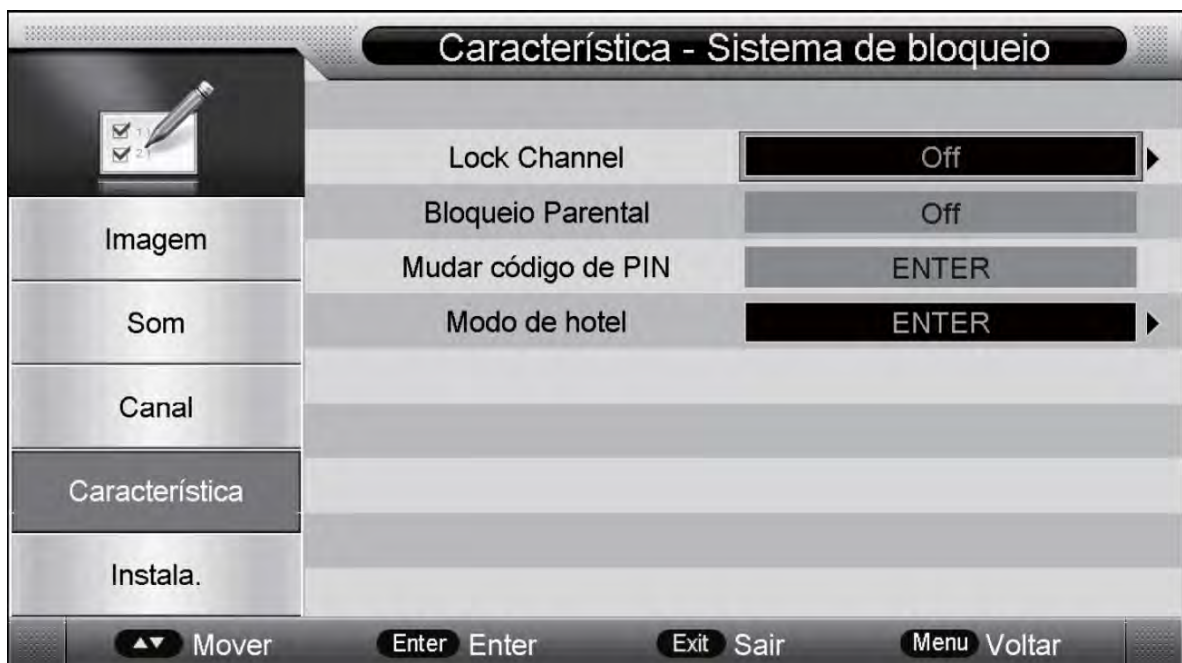 Característica - Sistema de bloqueio
Lock Channel Off
Bloqueio Parental Off
Mudar código de PIN ENTER
Modo de hotel ENTER
Imagem
Som
Canal
Característica
Instala.
Mover Enter Enter Exit Sair Menu Voltar